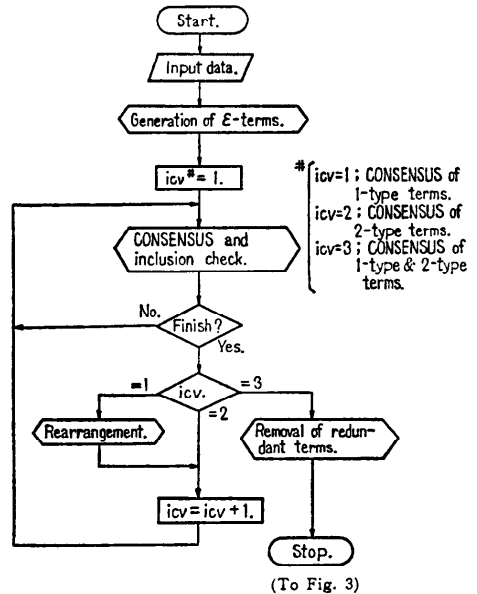 Start.
Input data.
Generation of ε-terms.
icv#=1.
# icv=1; CONSENSUS of
1-type terms.
icv=2; CONSENSUS of
2-type terms.
icv=3; CONSENSUS of
1-type & 2-type
terms.
CONSENSUS and
inclusion check.
No.
Finish?
Yes.
=1
icv.
=3
=2
Rearrangement.
Removal of redun-
dant terms.
icv=icv+1.
Stop.
(To Fig. 3)